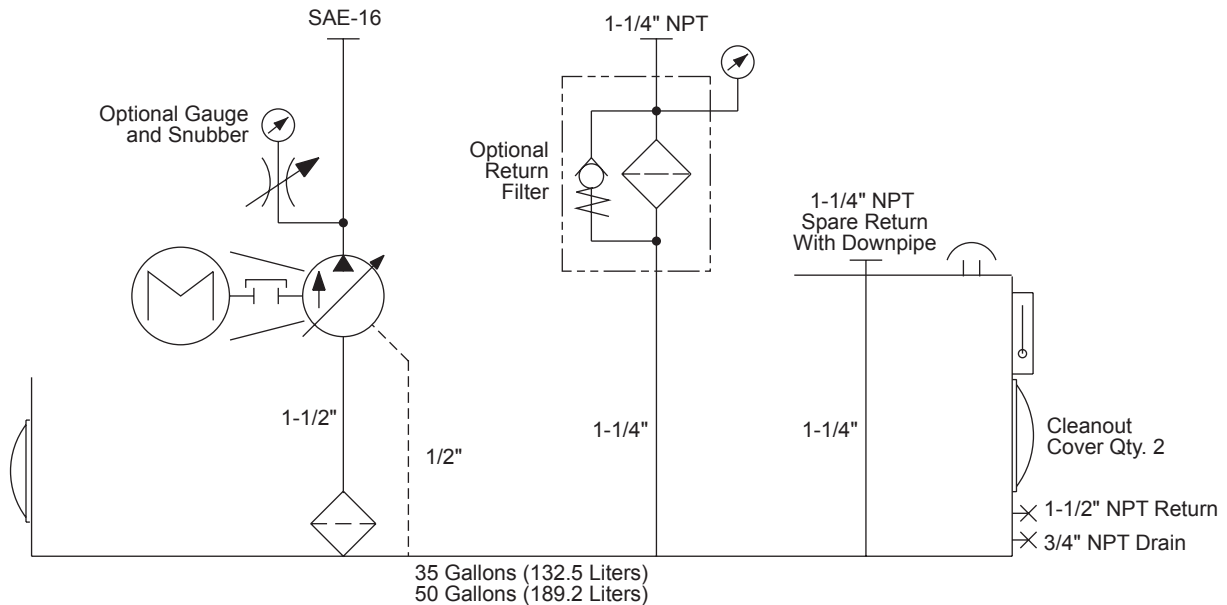 SAE-16
1-1/4" NPT
Optional Gauge
and Snubber
Optional
Return
Filter
1-1/4" NPT
Spare Return
With Downpipe
M
1-1/2"
1/2"
1-1/4"
1-1/4"
Cleanout
Cover Qty. 2
1-1/2" NPT Return
3/4" NPT Drain
35 Gallons (132.5 Liters)
50 Gallons (189.2 Liters)